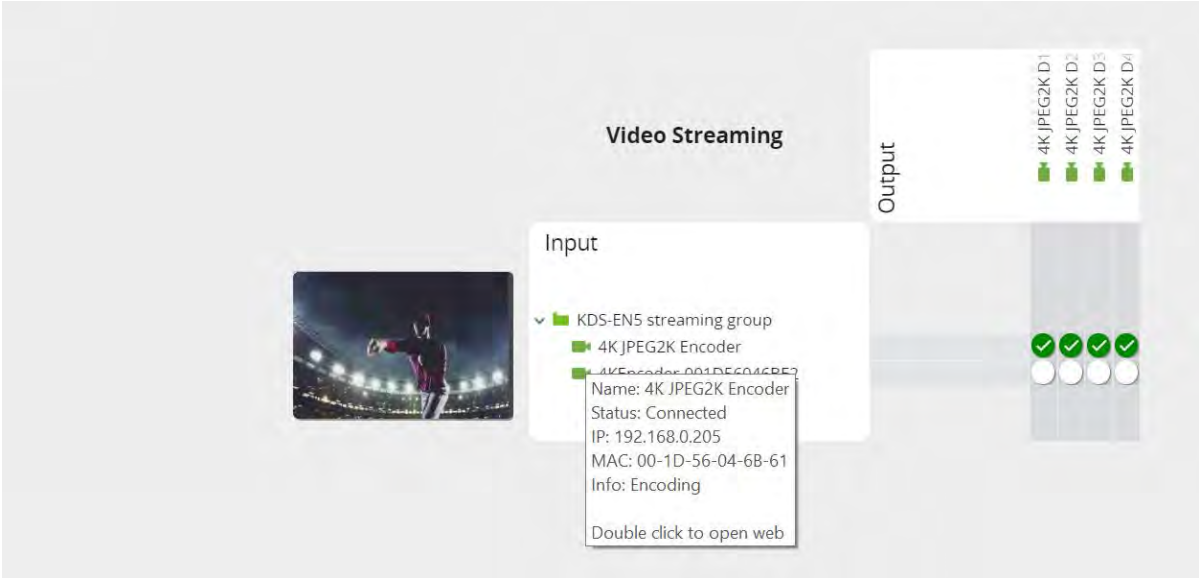 Video Streaming
Output
4K JPEG2K D1
4K JPEG2K D2
4K JPEG2K D3
4K JPEG2K D4
Input
KDS-EN5 streaming group
4K JPEG2K Encoder
Name: 4K JPEG2K Encoder
Status: Connected
IP: 192.168.0.205
MAC: 00-1D-56-04-6B-61
Info: Encoding
Double click to open web